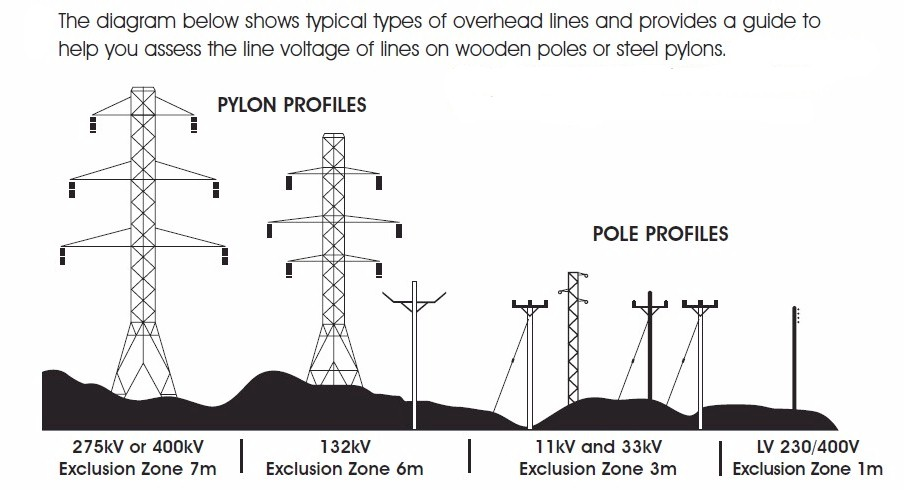 The diagram below shows typical types of overhead lines and provides a guide to
help you assess the line voltage of lines on wooden poles or steel pylons.
PYLON PROFILES
POLE PROFILES
275kV or 400kV
Exclusion Zone 7m
132kV
Exclusion Zone 6m
11kV and 33kV
Exclusion Zone 3m
LV 230/400V
Exclusion Zone 1m